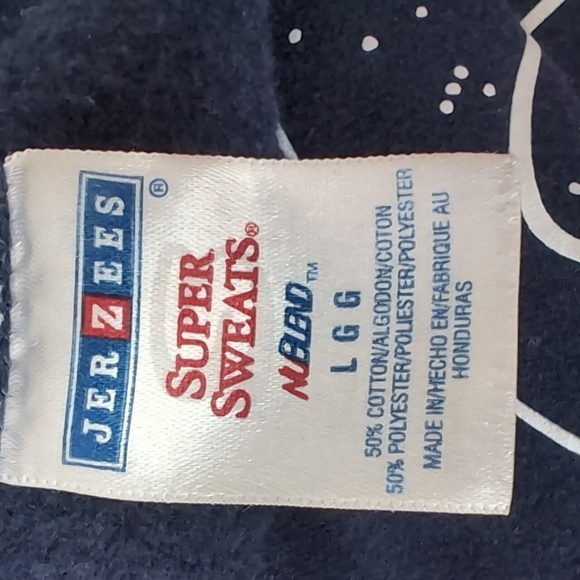 JERZEES®
SUPER
SWEATS®
NUBLEND™
L G G
50% COTTON/ALGODON/COTON
50% POLYESTER/POLIESTER/POLYESTER
MADE IN/HECHO EN/FABRIQUE AU
HONDURAS